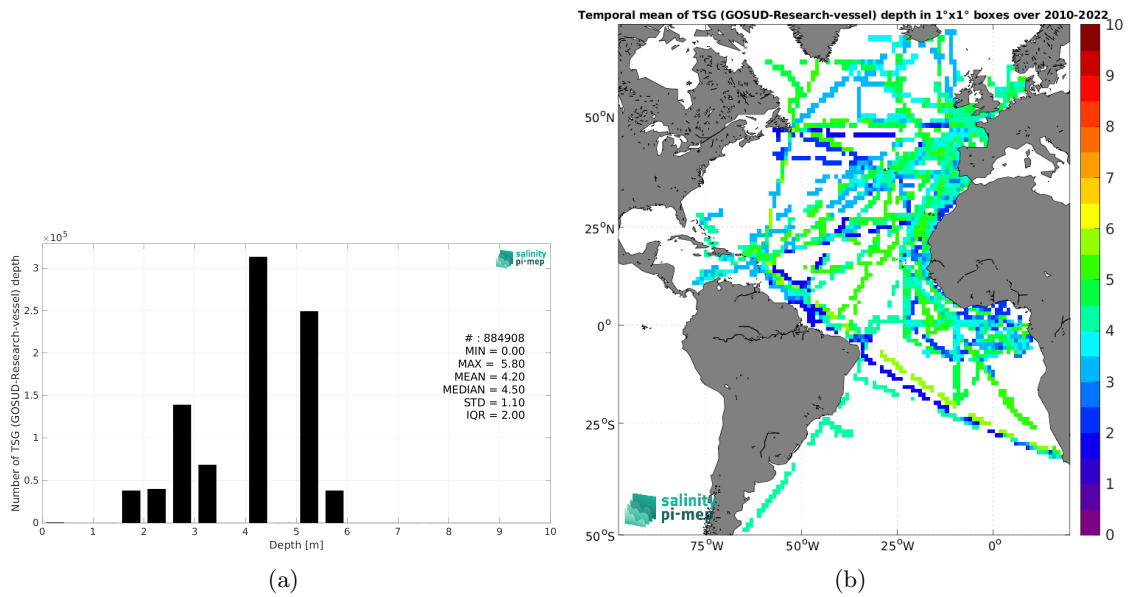 ×10⁵
3
2.5
2
1.5
1
0.5
0
0 1 2 3 4 5 6 7 8 9 10
Number of TSG (GOSUD-Research-vessel) depth
Depth [m]
salinity
pi-mep
# : 884908
MIN = 0.00
MAX = 5.80
MEAN = 4.20
MEDIAN = 4.50
STD = 1.10
IQR = 2.00
(a)
Temporal mean of TSG (GOSUD-Research-vessel) depth in 1°x1° boxes over 2010-2022
50°N
25°N
0°
25°S
50°S
75°W 50°W 25°W 0°
salinity
pi-mep
10
9
8
7
6
5
4
3
2
1
0
(b)